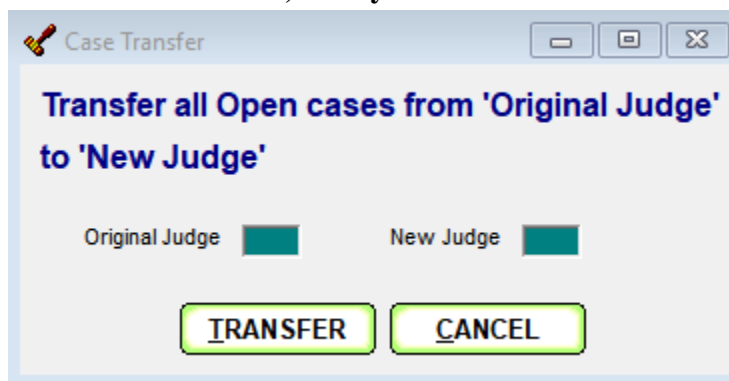 Case Transfer
Transfer all Open cases from 'Original Judge'
to 'New Judge'
Original Judge New Judge
TRANSFER CANCEL